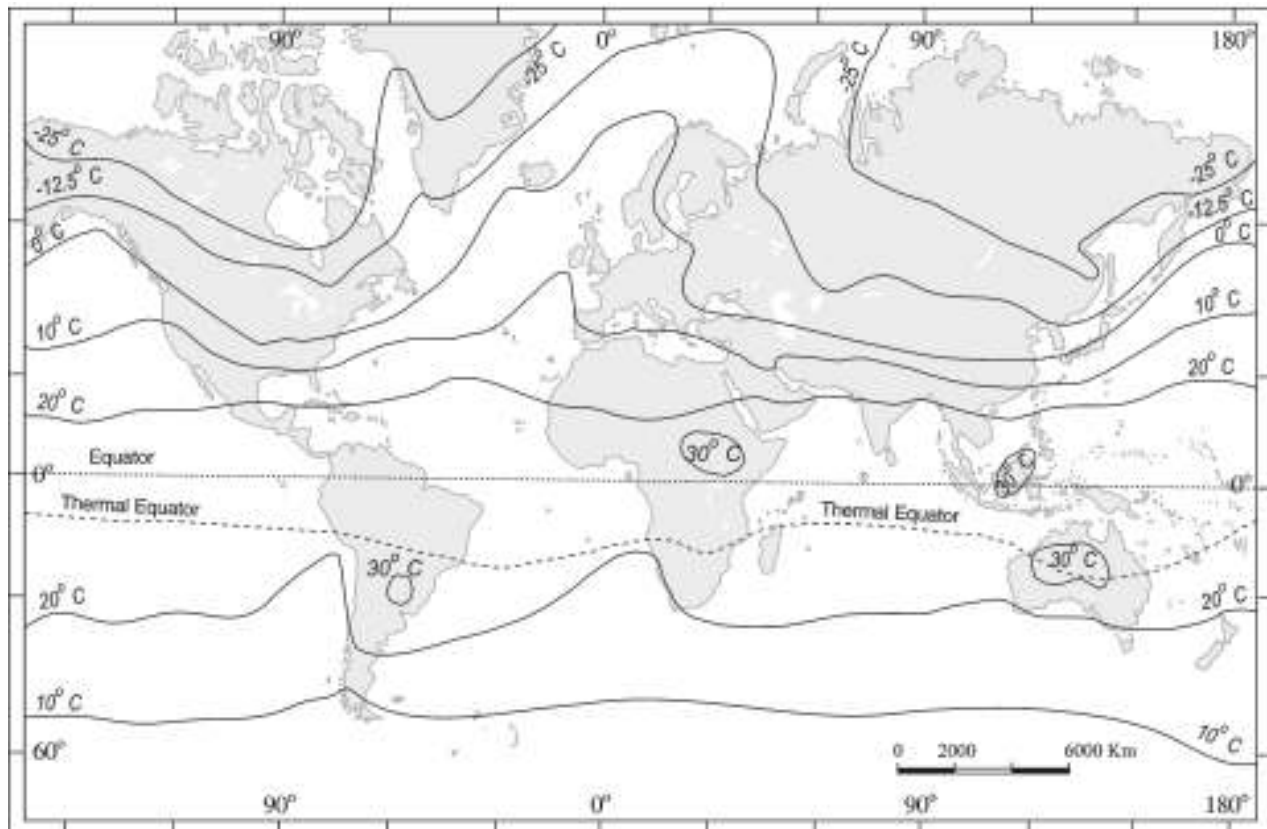 90° 0° 90° 180°
-25° C -25° C
-25° C
-12.5° C
-25° C
-12.5° C
0° C
0° C
10° C
10° C
20° C
20° C
30° C
Equator
0° 0°
Thermal Equator Thermal Equator
30° C 30° C
20° C 20° C
10° C
10° C
60°
0 2000 6000 Km
90° 0° 90° 180°